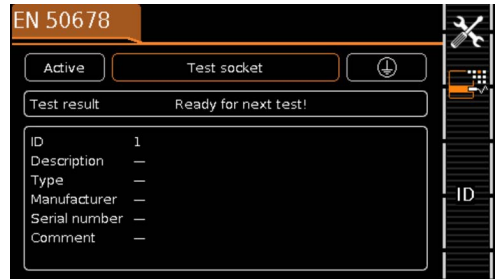 EN 50678
Active Test socket
Test result Ready for next test!
ID 1
Description —
Type —
Manufacturer —
Serial number —
Comment —
ID